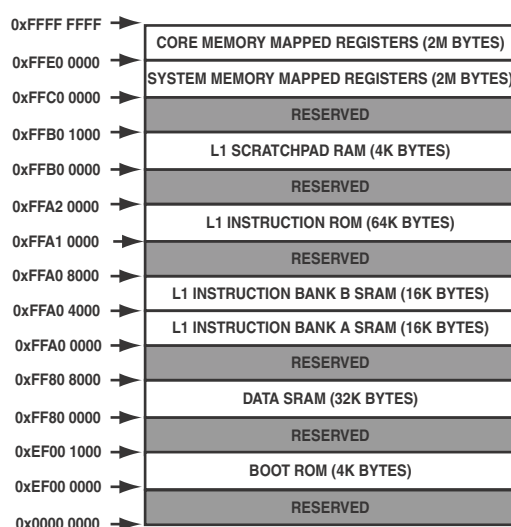 0xFFFF FFFF
CORE MEMORY MAPPED REGISTERS (2M BYTES)
0xFFE0 0000
SYSTEM MEMORY MAPPED REGISTERS (2M BYTES)
0xFFC0 0000
RESERVED
0xFFB0 1000
L1 SCRATCHPAD RAM (4K BYTES)
0xFFB0 0000
RESERVED
0xFFA2 0000
L1 INSTRUCTION ROM (64K BYTES)
0xFFA1 0000
RESERVED
0xFFA0 8000
L1 INSTRUCTION BANK B SRAM (16K BYTES)
0xFFA0 4000
L1 INSTRUCTION BANK A SRAM (16K BYTES)
0xFFA0 0000
RESERVED
0xFF80 8000
DATA SRAM (32K BYTES)
0xFF80 0000
RESERVED
0xEF00 1000
BOOT ROM (4K BYTES)
0xEF00 0000
RESERVED
0x0000 0000